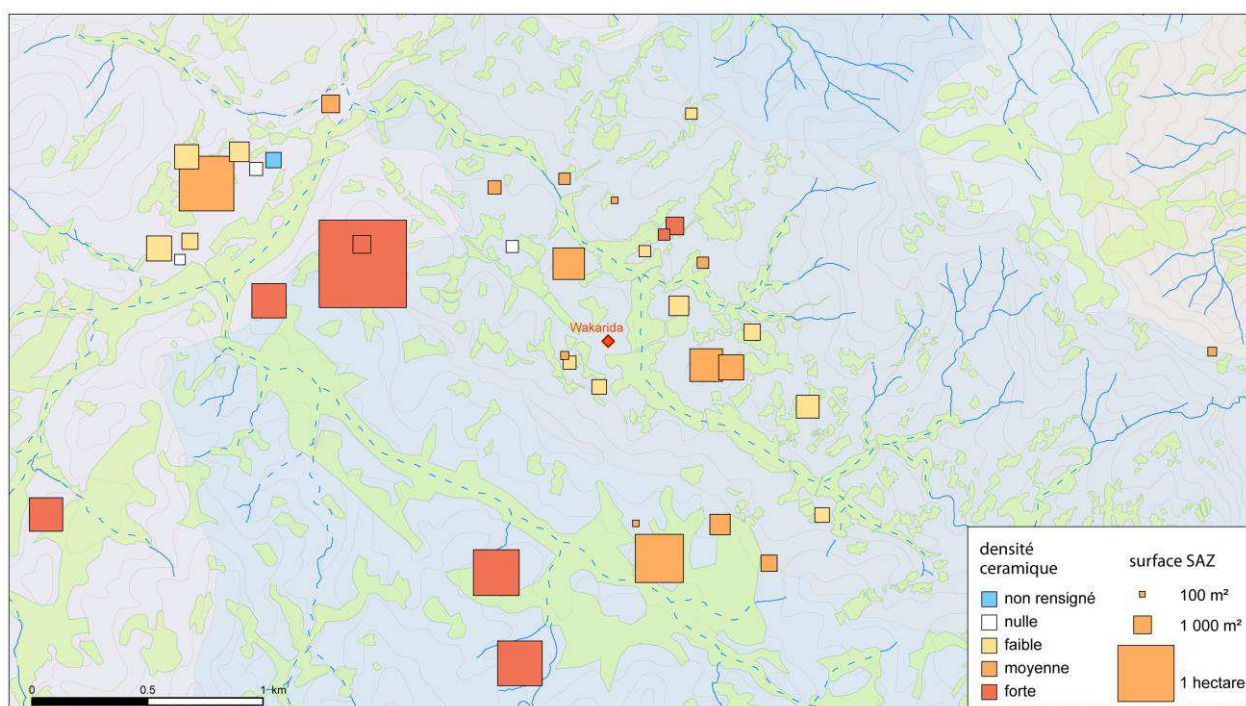 Wakarida
densité
ceramique
non rensigné
nulle
faible
moyenne
forte
surface SAZ
100 m²
1 000 m²
1 hectare
0 0.5 1 km